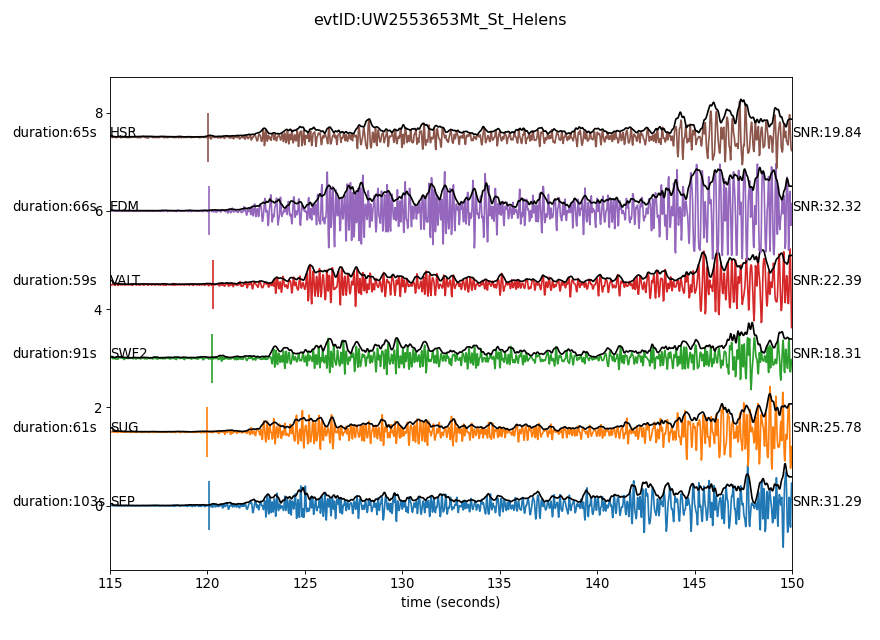 evtID:UW2553653Mt_St_Helens
8
duration:65s HSR SNR:19.84
duration:66s EDM SNR:32.32
6
duration:59s VALT SNR:22.39
4
duration:91s SWF2 SNR:18.31
2
duration:61s SUG SNR:25.78
duration:103s SEP SNR:31.29
0
115 120 125 130 135 140 145 150
time (seconds)